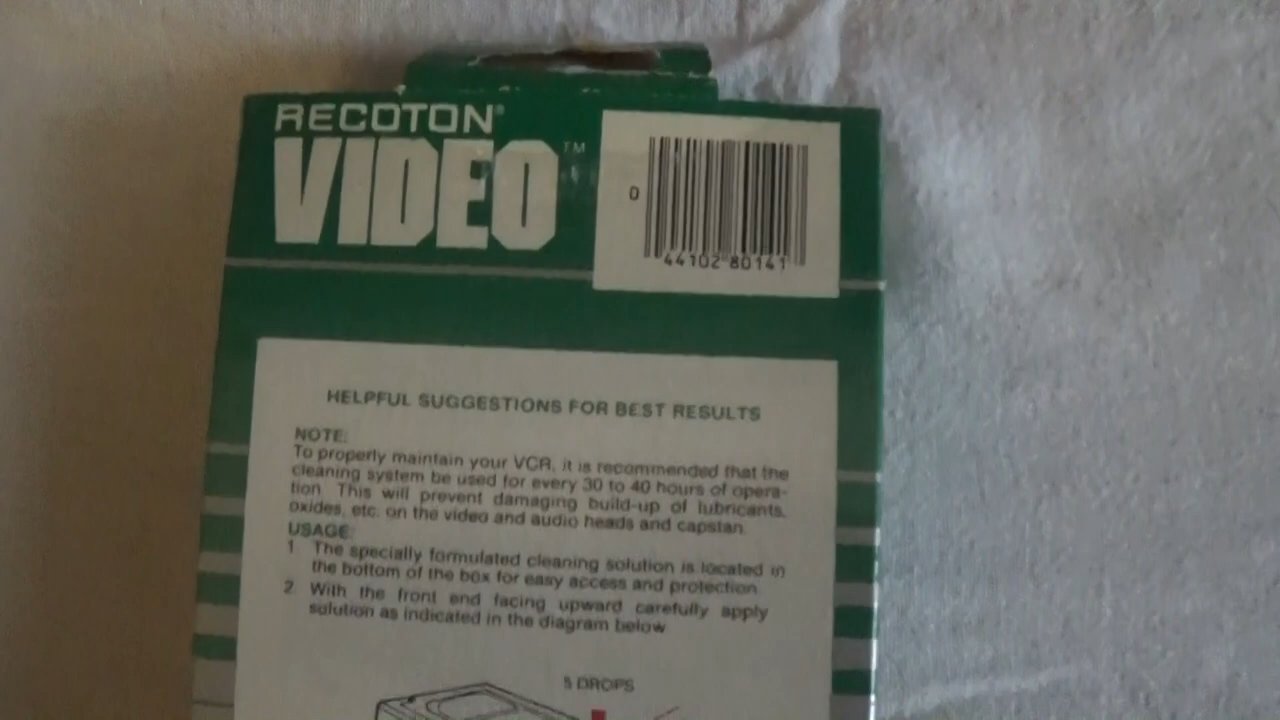 RECOTON®
VIDEO™
0
44102 80141
HELPFUL SUGGESTIONS FOR BEST RESULTS
NOTE:
To properly maintain your VCR, it is recommended that the
cleaning system be used for every 30 to 40 hours of opera-
tion. This will prevent damaging build-up of lubricants,
oxides, etc. on the video and audio heads and capstan.
USAGE:
1. The specially formulated cleaning solution is located in
the bottom of the box for easy access and protection.
2. With the front end facing upward carefully apply
solution as indicated in the diagram below
5 DROPS